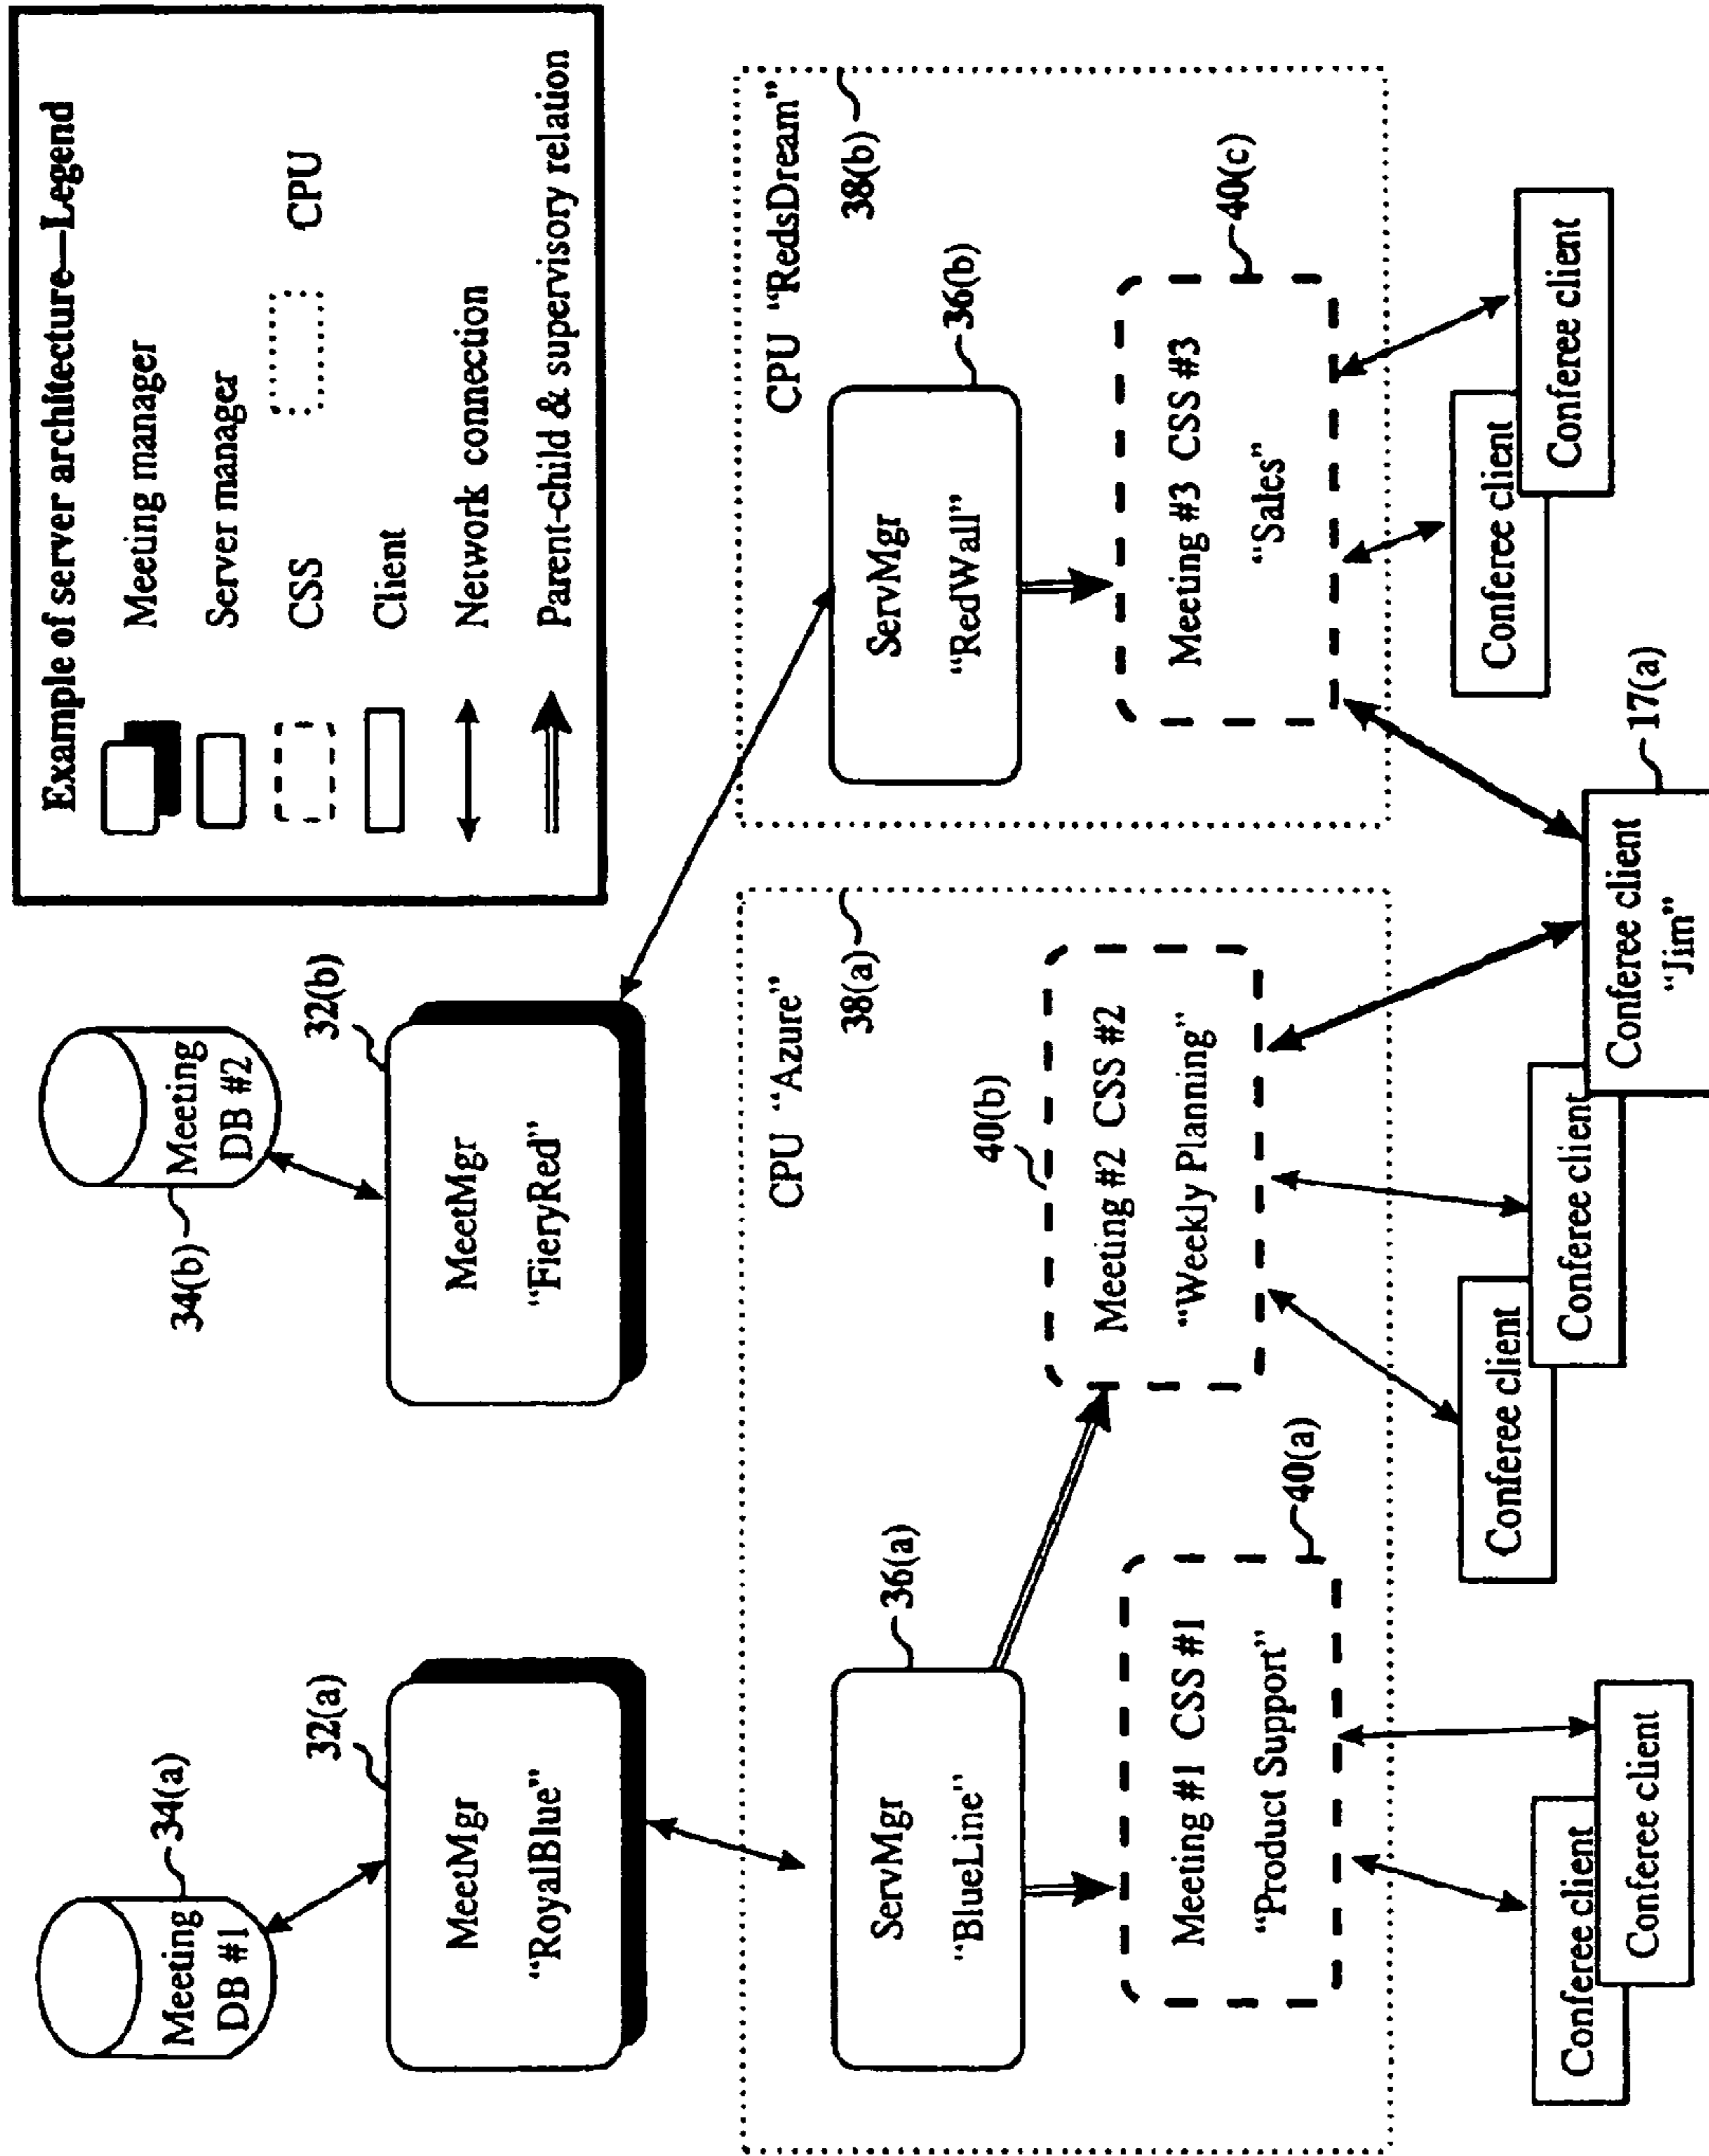 Example of server architecture—Legend
Meeting manager
Server manager
CSS
CPU
Client
Network connection
Parent-child & supervisory relation
Meeting
DB #1
34(a)
Meeting
DB #2
34(b)
MeetMgr
"RoyalBlue"
32(a)
MeetMgr
"FieryRed"
32(b)
CPU "Azure"
38(a)
ServMgr
"BlueLine"
36(a)
Meeting #1 CSS #1
"Product Support"
40(a)
Meeting #2 CSS #2
"Weekly Planning"
40(b)
CPU "RedsDream"
38(b)
ServMgr
"RedWall"
36(b)
Meeting #3 CSS #3
"Sales"
40(c)
Conferee client
Conferee client
Conferee client
Conferee client
Conferee client
"Jim"
17(a)
Conferee client
Conferee client